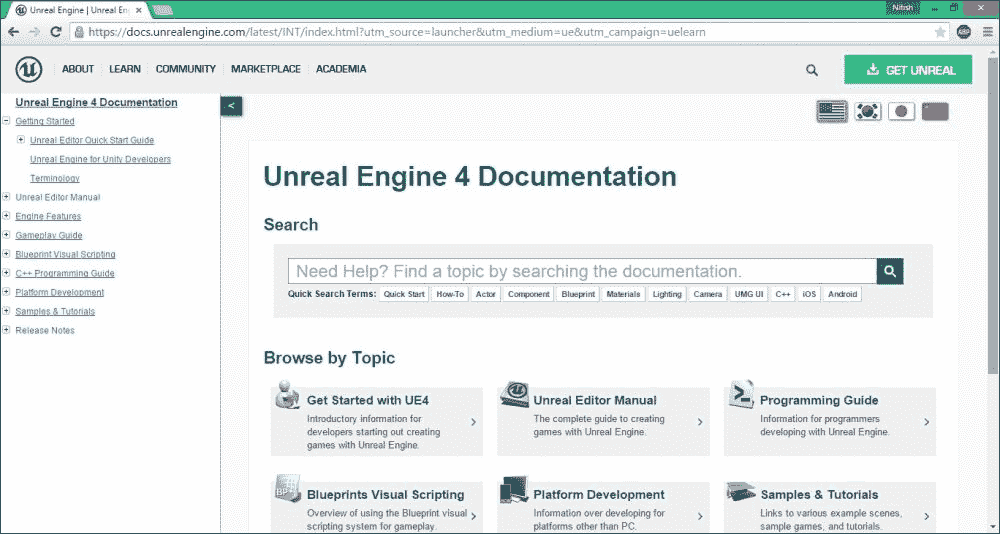 Unreal Engine | Unreal En
Nitish
https://docs.unrealengine.com/latest/INT/index.html?utm_source=launcher&utm_medium=ue&utm_campaign=uelearn
ABP
ABOUT LEARN COMMUNITY MARKETPLACE ACADEMIA
GET UNREAL
Unreal Engine 4 Documentation
Getting Started
Unreal Editor Quick Start Guide
Unreal Engine for Unity Developers
Terminology
Unreal Editor Manual
Engine Features
Gameplay Guide
Blueprint Visual Scripting
C++ Programming Guide
Platform Development
Samples & Tutorials
Release Notes
<
Unreal Engine 4 Documentation
Search
Need Help? Find a topic by searching the documentation.
Quick Search Terms: Quick Start How-To Actor Component Blueprint Materials Lighting Camera UMG UI C++ iOS Android
Browse by Topic
Get Started with UE4
Introductory information for
developers starting out creating
games with Unreal Engine.
Unreal Editor Manual
The complete guide to creating
games with Unreal Engine.
Programming Guide
Information for programmers
developing with Unreal Engine.
BP
Blueprints Visual Scripting
Overview of using the Blueprint visual
scripting system for gameplay.
Platform Development
Information over developing for
platforms other than PC.
Samples & Tutorials
Links to various example scenes,
sample games, and tutorials.